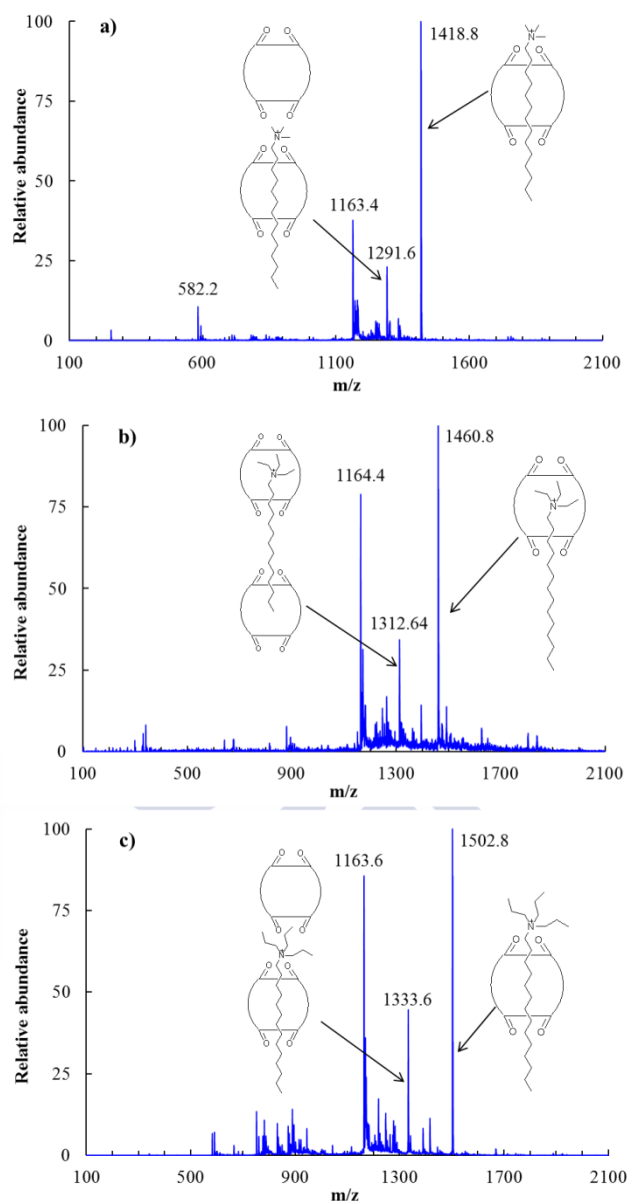 a)
Relative abundance
100
75
50
25
0
1418.8
1163.4
1291.6
582.2
O O
O O
N+
O O
O O
N+
O O
O O
100 600 1100 1600 2100
m/z
b)
Relative abundance
100
75
50
25
0
1460.8
1164.4
1312.64
O O
N+
O O
O O
O O
O O
N+
O O
100 500 900 1300 1700 2100
m/z
c)
Relative abundance
100
75
50
25
0
1502.8
1163.6
1333.6
O O
O O
N+
O O
O O
N+
O O
O O
100 500 900 1300 1700 2100
m/z